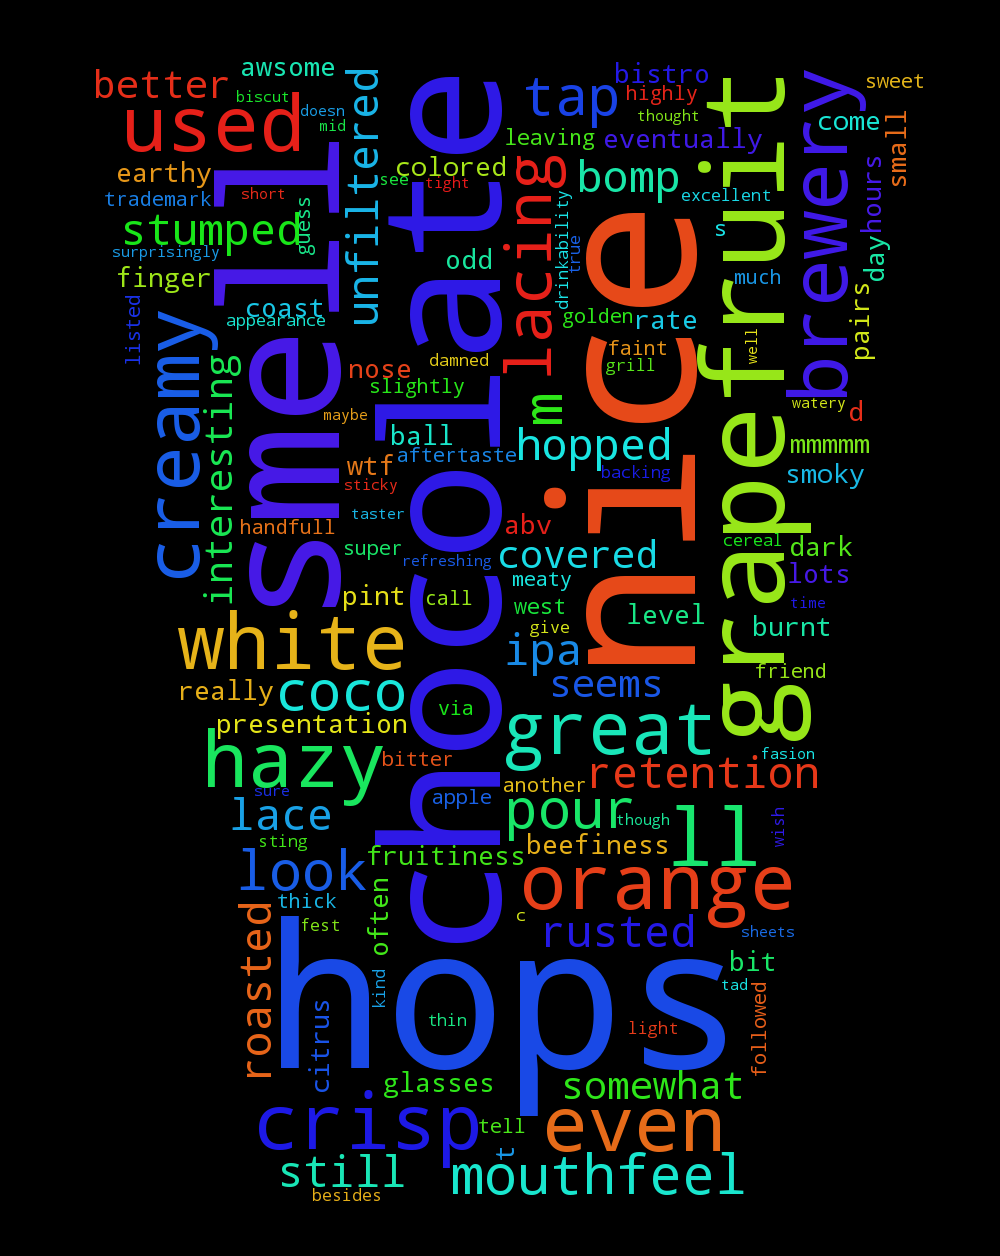 awsome
better
biscut
used
doesn
mid
unfiltered
chocolate
tap
bistro
highly
thought
grapefruit
brewery
sweet
come
small
earthy
trademark
smell
short
colored
see
tight
leaving
eventually
lacing
bomp
excellent
nice
s
hours
day
stumped
guess
surprisingly
finger
listed
coast
appearance
odd
drinkability
true
golden
rate
much
pairs
creamy
interesting
nose
damned
slightly
faint
grill
well
maybe
m
watery
d
ball
aftertaste
hopped
mmmmm
wtf
sticky
backing
smoky
taster
handfull
abv
super
refreshing
covered
cereal
dark
meaty
lots
pint
call
west
level
time
white
give
burnt
ipa
really
coco
seems
friend
via
presentation
great
hazy
bitter
retention
fasion
sure
apple
another
lace
pour
though
wish
sting
fruitiness
beefiness
ll
look
orange
thick
often
c
roasted
fest
rusted
sheets
hops
bit
kind
tad
followed
citrus
thin
light
glasses
somewhat
crisp
tell
even
t
still
mouthfeel
besides